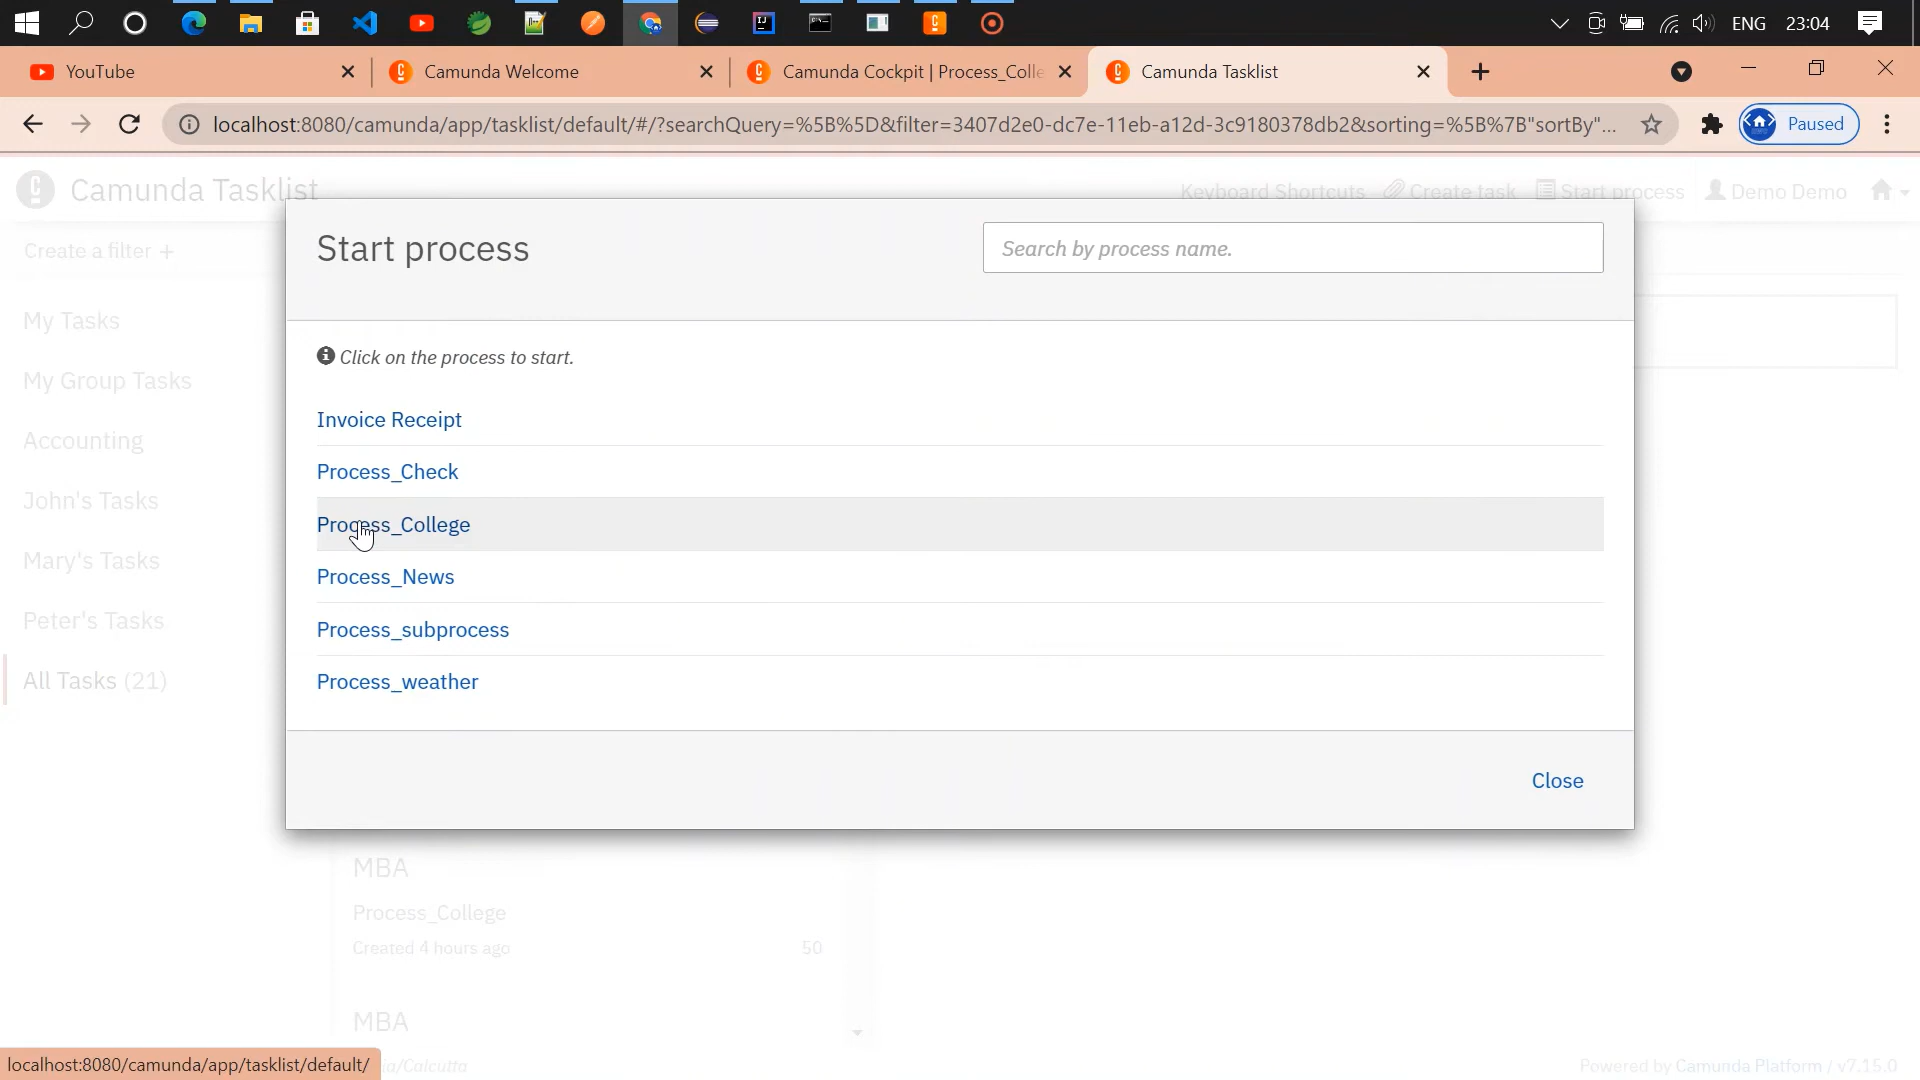 ENG 23:04
YouTube Camunda Welcome Camunda Cockpit | Process_Colle Camunda Tasklist
localhost:8080/camunda/app/tasklist/default/#/?searchQuery=%5B%5D&filter=3407d2e0-dc7e-11eb-a12d-3c9180378db2&sorting=%5B%7B"sortBy"... Paused
Camunda Tasklist Keyboard Shortcuts Create task Start process Demo Demo
Create a filter +
My Tasks
My Group Tasks
Accounting
John's Tasks
Mary's Tasks
Peter's Tasks
All Tasks (21)
Start process
Search by process name.
Click on the process to start.
Invoice Receipt
Process_Check
Process_College
Process_News
Process_subprocess
Process_weather
Close
MBA
Process_College
Created 4 hours ago 50
MBA
localhost:8080/camunda/app/tasklist/default/
ia/Calcutta
Powered by Camunda Platform / v7.15.0